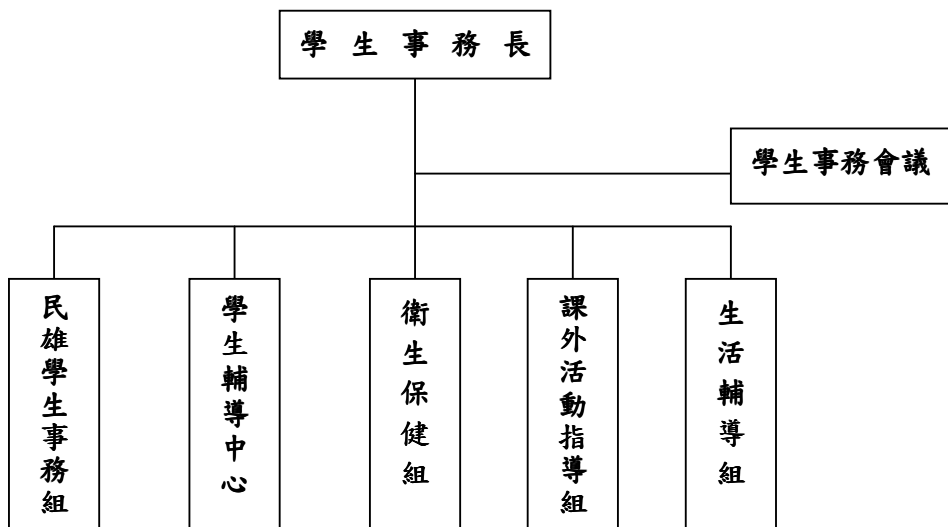 學生事務長
學生事務會議
民雄學生事務組
學生輔導中心
衛生保健組
課外活動指導組
生活輔導組